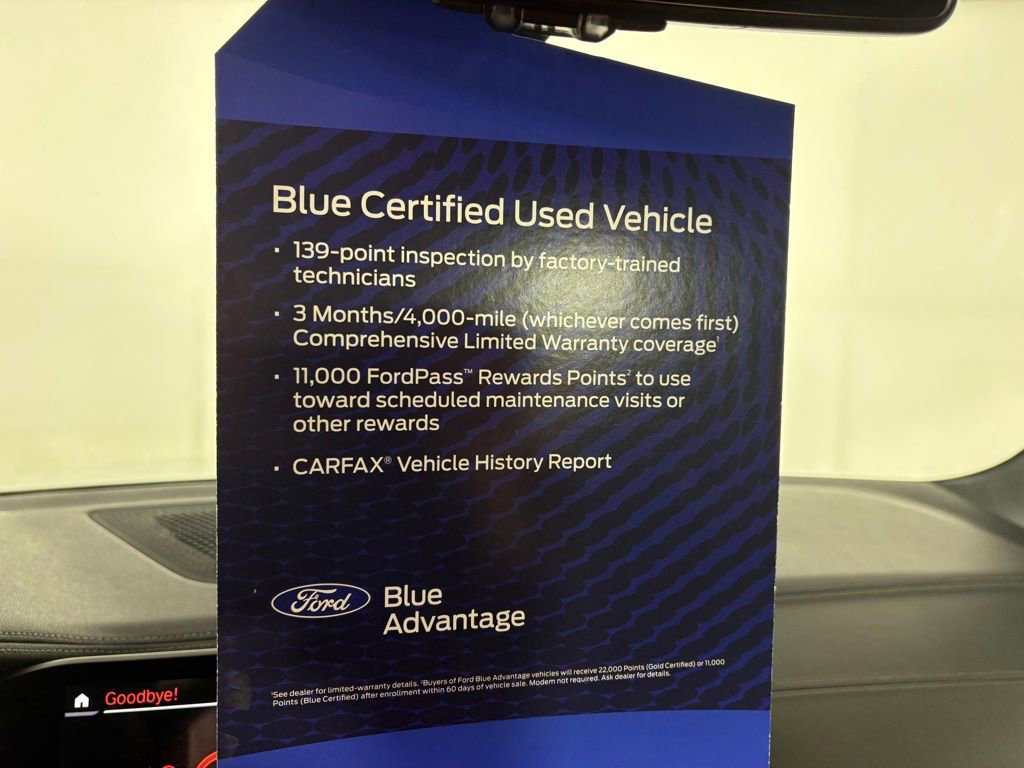 Blue Certified Used Vehicle
· 139-point inspection by factory-trained
technicians
· 3 Months/4,000-mile (whichever comes first)
Comprehensive Limited Warranty coverage¹
· 11,000 FordPass™ Rewards Points² to use
toward scheduled maintenance visits or
other rewards
· CARFAX® Vehicle History Report
Ford
Blue
Advantage
¹See dealer for limited-warranty details. ²Buyers of Ford Blue Advantage vehicles will receive 22,000 Points (Gold Certified) or 11,000
Points (Blue Certified) after enrollment within 60 days of vehicle sale. Modem not required. Ask dealer for details.
Goodbye!